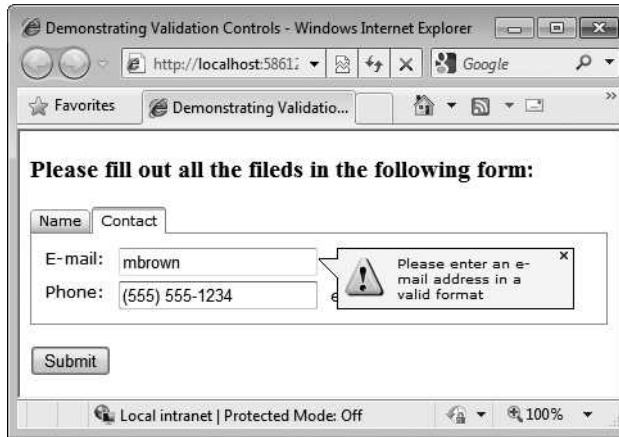 Demonstrating Validation Controls - Windows Internet Explorer
http://localhost:58612
Google
Favorites
Demonstrating Validatio...
»
Please fill out all the fileds in the following form:
Name
Contact
E-mail:
mbrown
Please enter an e-
mail address in a
valid format
Phone:
(555) 555-1234
e
Submit
Local intranet | Protected Mode: Off
100%